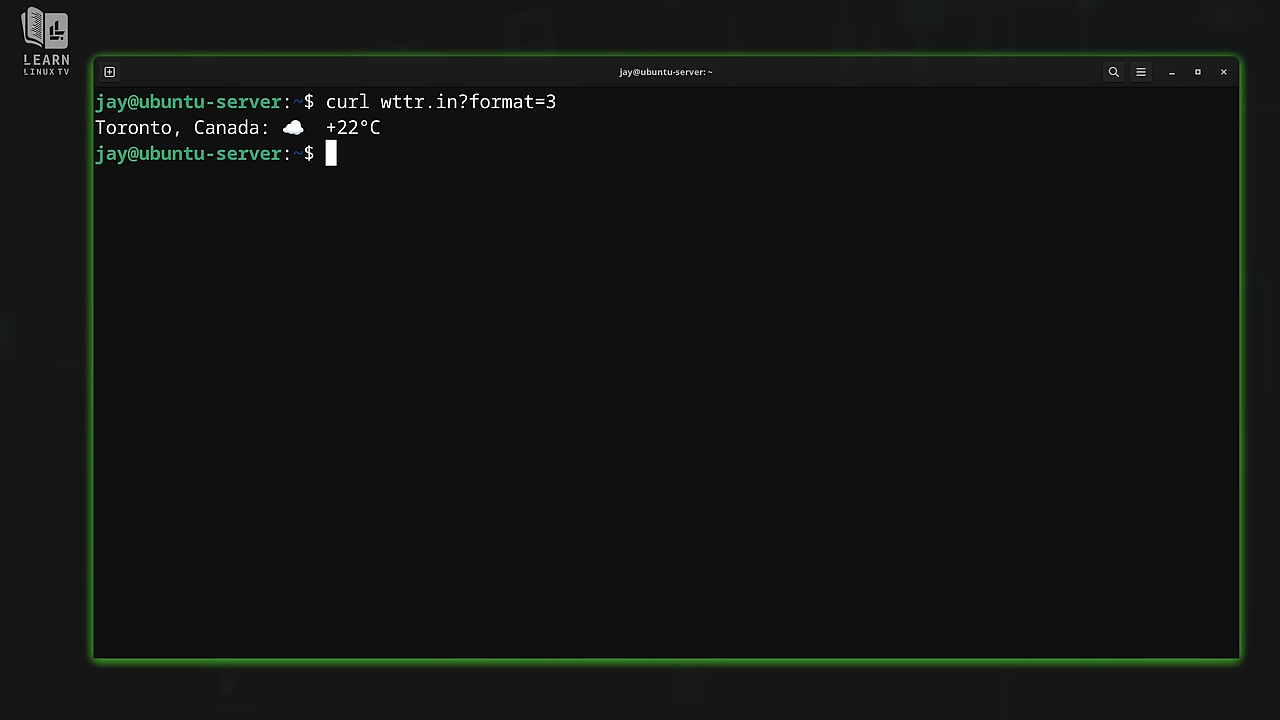 LEARN
LINUX TV
jay@ubuntu-server: ~
jay@ubuntu-server:~$ curl wttr.in?format=3
Toronto, Canada: ☁️  +22°C
jay@ubuntu-server:~$